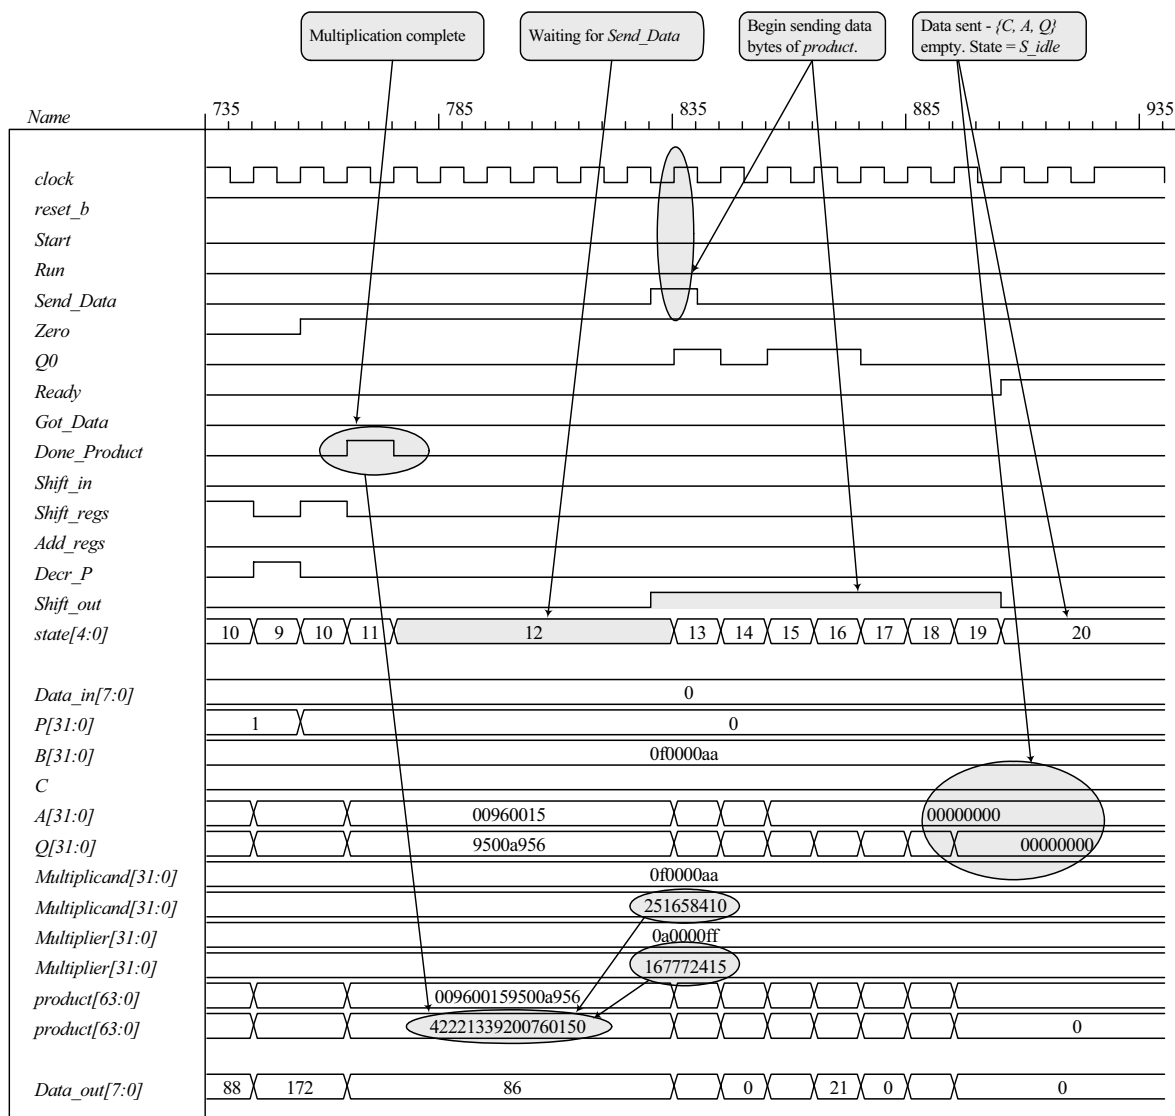 Multiplication complete
Waiting for Send_Data
Begin sending data
bytes of product.
Data sent - {C, A, Q}
empty. State = S_idle
Name 735 785 835 885 935
clock
reset_b
Start
Run
Send_Data
Zero
Q0
Ready
Got_Data
Done_Product
Shift_in
Shift_regs
Add_regs
Decr_P
Shift_out
state[4:0] 10 9 10 11 12 13 14 15 16 17 18 19 20
Data_in[7:0] 0
P[31:0] 1 0
B[31:0] 0f0000aa
C
A[31:0] 00960015 00000000
Q[31:0] 9500a956 00000000
Multiplicand[31:0] 0f0000aa
Multiplicand[31:0] 251658410
Multiplier[31:0] 0a0000ff
Multiplier[31:0] 167772415
product[63:0] 009600159500a956
product[63:0] 42221339200760150 0
Data_out[7:0] 88 172 86 0 21 0 0